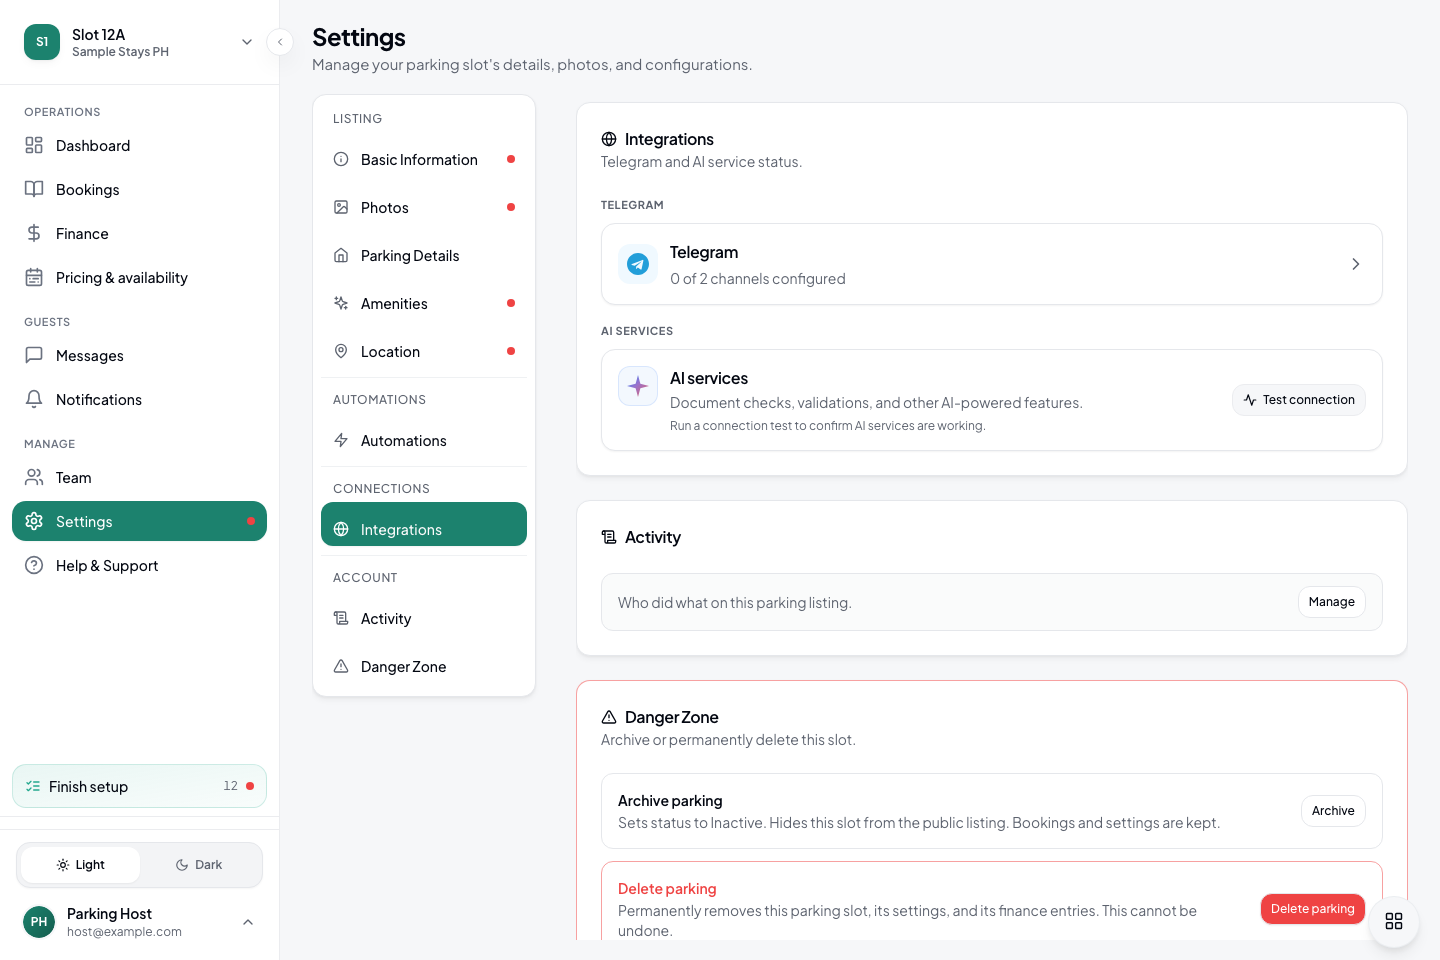 S1
Slot 12A
Sample Stays PH
OPERATIONS
Dashboard
Bookings
Finance
Pricing & availability
GUESTS
Messages
Notifications
MANAGE
Team
Settings
Help & Support
Finish setup 12
Light Dark
PH
Parking Host
host@example.com
Settings
Manage your parking slot's details, photos, and configurations.
LISTING
Basic Information
Photos
Parking Details
Amenities
Location
AUTOMATIONS
Automations
CONNECTIONS
Integrations
ACCOUNT
Activity
Danger Zone
Integrations
Telegram and AI service status.
TELEGRAM
Telegram
0 of 2 channels configured
AI SERVICES
AI services
Document checks, validations, and other AI-powered features.
Run a connection test to confirm AI services are working.
Test connection
Activity
Who did what on this parking listing.
Manage
Danger Zone
Archive or permanently delete this slot.
Archive parking
Sets status to Inactive. Hides this slot from the public listing. Bookings and settings are kept.
Archive
Delete parking
Permanently removes this parking slot, its settings, and its finance entries. This cannot be
undone.
Delete parking